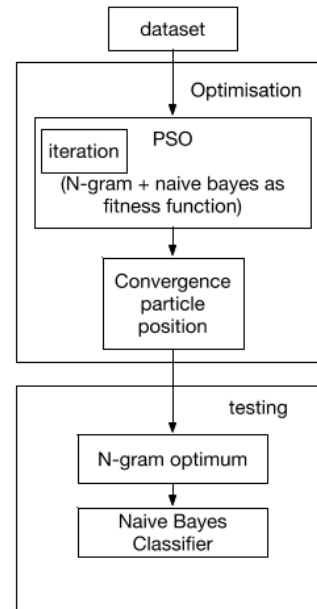 dataset
Optimisation
PSO
iteration
(N-gram + naive bayes as
fitness function)
Convergence
particle
position
testing
N-gram optimum
Naive Bayes
Classifier